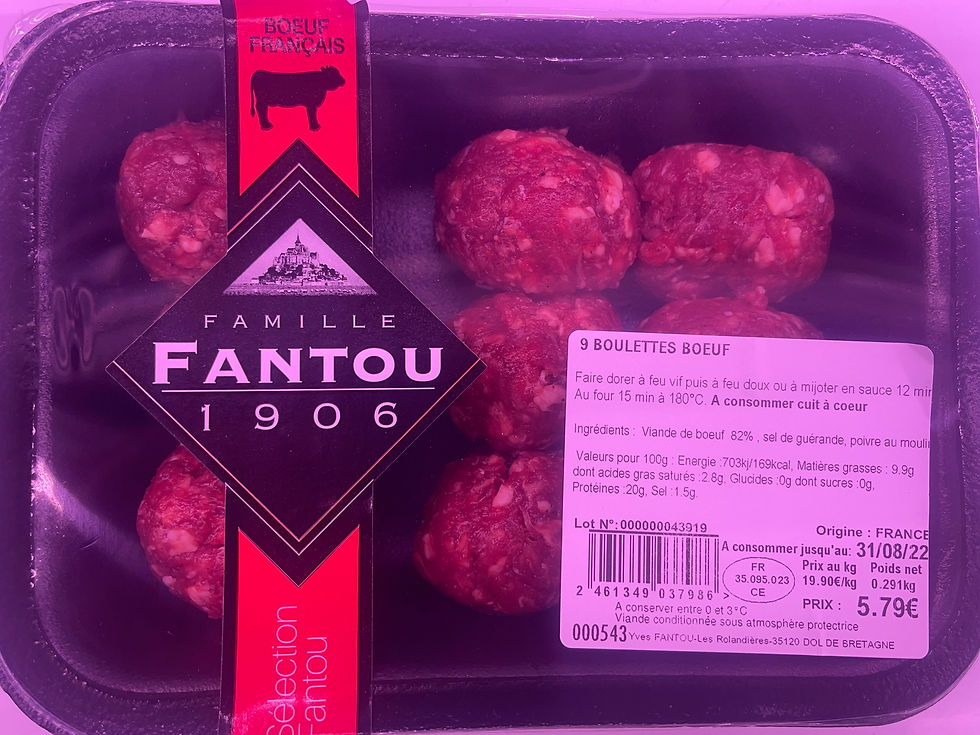 BOEUF
FRANÇAIS
FAMILLE
FANTOU
1906
Sélection
Fantou
9 BOULETTES BOEUF
Faire dorer à feu vif puis à feu doux ou à mijoter en sauce 12 min
Au four 15 min à 180°C. A consommer cuit à coeur
Ingrédients : Viande de boeuf 82% , sel de guérande, poivre au moulin
Valeurs pour 100g : Energie :703kj/169kcal, Matières grasses : 9.9g
dont acides gras saturés :2.8g, Glucides :0g dont sucres :0g,
Protéines :20g, Sel :1.5g.
Lot N°: 000000043919
Origine : FRANCE
A consommer jusqu'au: 31/08/22
FR
35.095.023
CE
Prix au kg Poids net
19.90€/kg 0.291kg
2 461349 037986 >
PRIX : 5.79€
A conserver entre 0 et 3°C
Viande conditionnée sous atmosphère protectrice
000543 Yves FANTOU-Les Rolandières-35120 DOL DE BRETAGNE